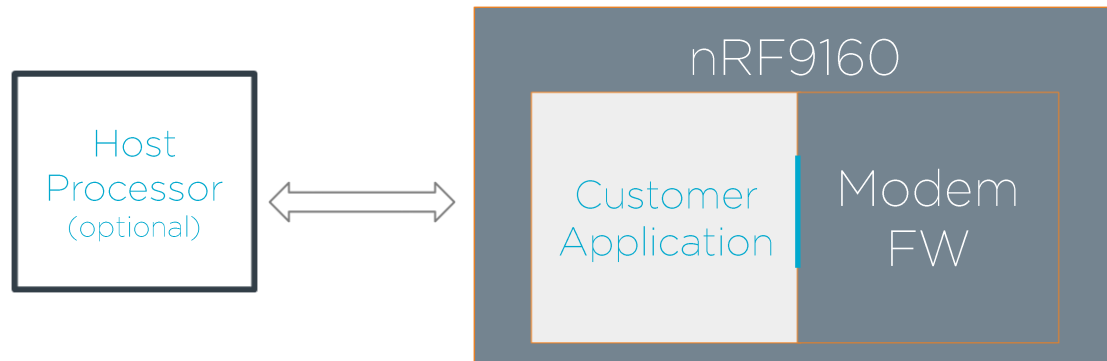 nRF9160
Host
Processor
(optional)
Customer
Application
Modem
FW